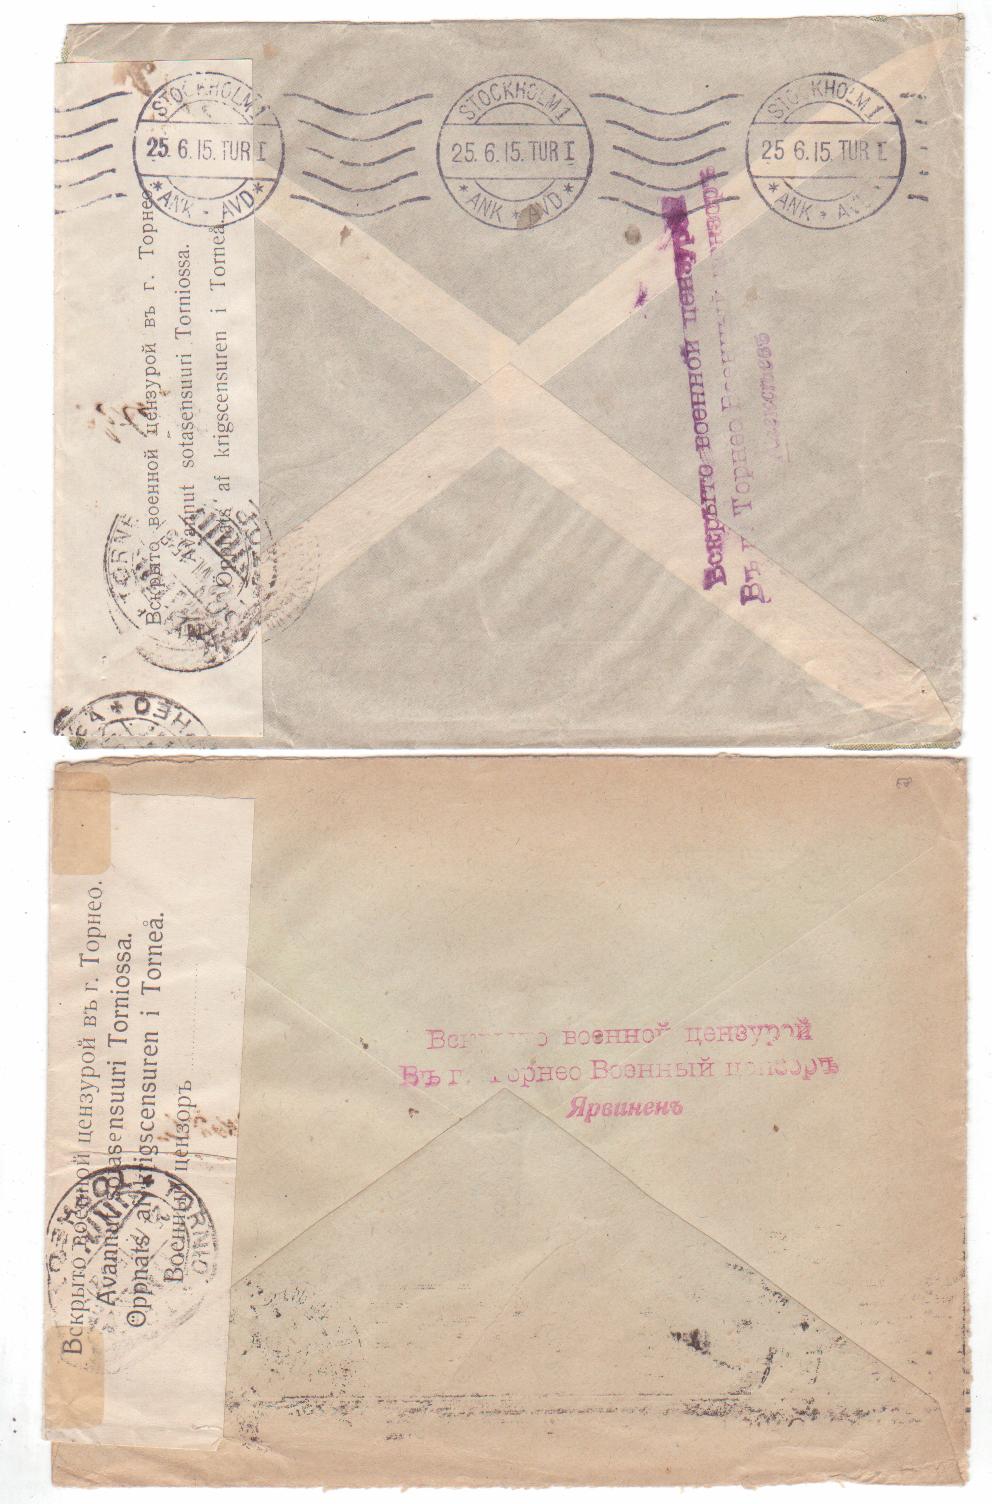 STOCKHOLM 1
25.6.15. TUR I
*ANK - AVD*
STOCKHOLM 1
25.6.15. TUR I
*ANK * AVD*
STOCKHOLM 1
25 6.15. TUR I
*ANK *
Вскрыто военной цензурой въ г. Торнео.
Avannut sotasensuuri Torniossa.
Öppnats af krigscensuren i Torneå.
Вскрыто военной цензурой
Въ г. Торнео Военный цензоръ
Вскрыто военной цензурой въ г. Торнео.
Avannut sotasensuuri Torniossa.
Öppnats af krigscensuren i Torneå.
Военный цензоръ
Вскрыто военной цензурой
Въ г. Торнео Военный цензоръ
Ярвиненъ